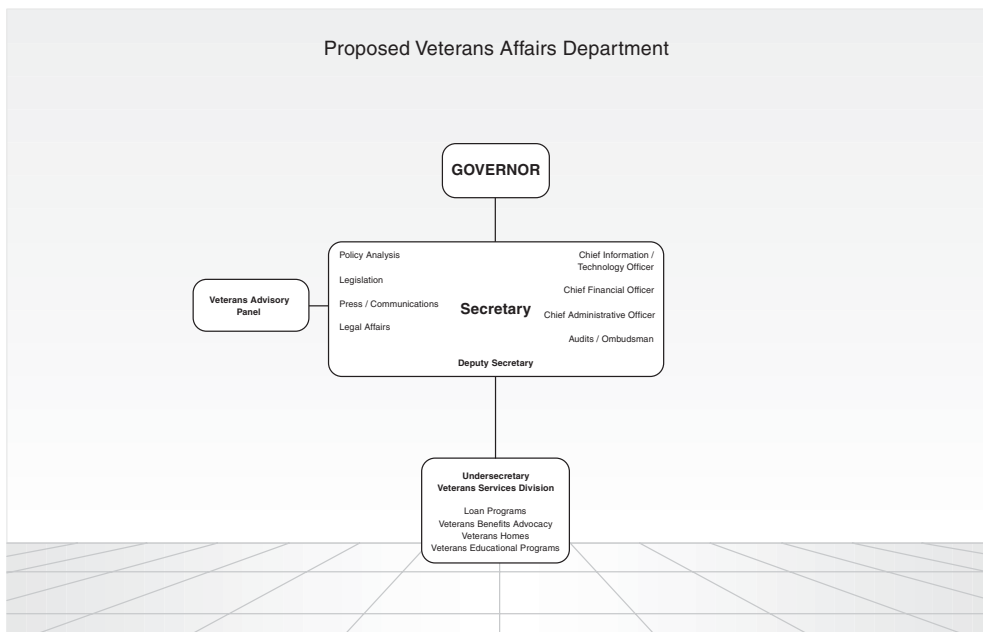 Proposed Veterans Affairs Department
GOVERNOR
Veterans Advisory
Panel
Policy Analysis
Legislation
Press / Communications
Legal Affairs
Secretary
Chief Information /
Technology Officer
Chief Financial Officer
Chief Administrative Officer
Audits / Ombudsman
Deputy Secretary
Undersecretary
Veterans Services Division
Loan Programs
Veterans Benefits Advocacy
Veterans Homes
Veterans Educational Programs